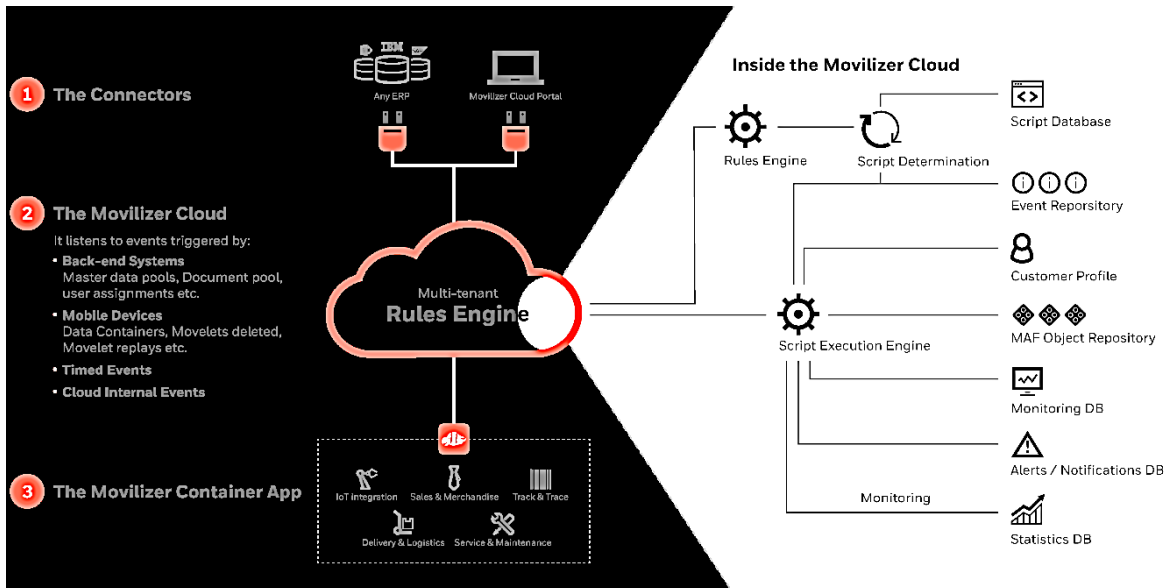 1
The Connectors
IBM
Any ERP
Movilizer Cloud Portal
2
The Movilizer Cloud
It listens to events triggered by:
• Back-end Systems
Master data pools, Document pool,
user assignments etc.
• Mobile Devices
Data Containers, Movelets deleted,
Movelet replays etc.
• Timed Events
• Cloud Internal Events
Multi-tenant
Rules Engine
3
The Movilizer Container App
IoT integration
Sales & Merchandise
Track & Trace
Delivery & Logistics
Service & Maintenance
Inside the Movilizer Cloud
Rules Engine
Script Determination
Script Database
Event Reporsitory
Customer Profile
Script Execution Engine
MAF Object Repository
Monitoring DB
Alerts / Notifications DB
Monitoring
Statistics DB